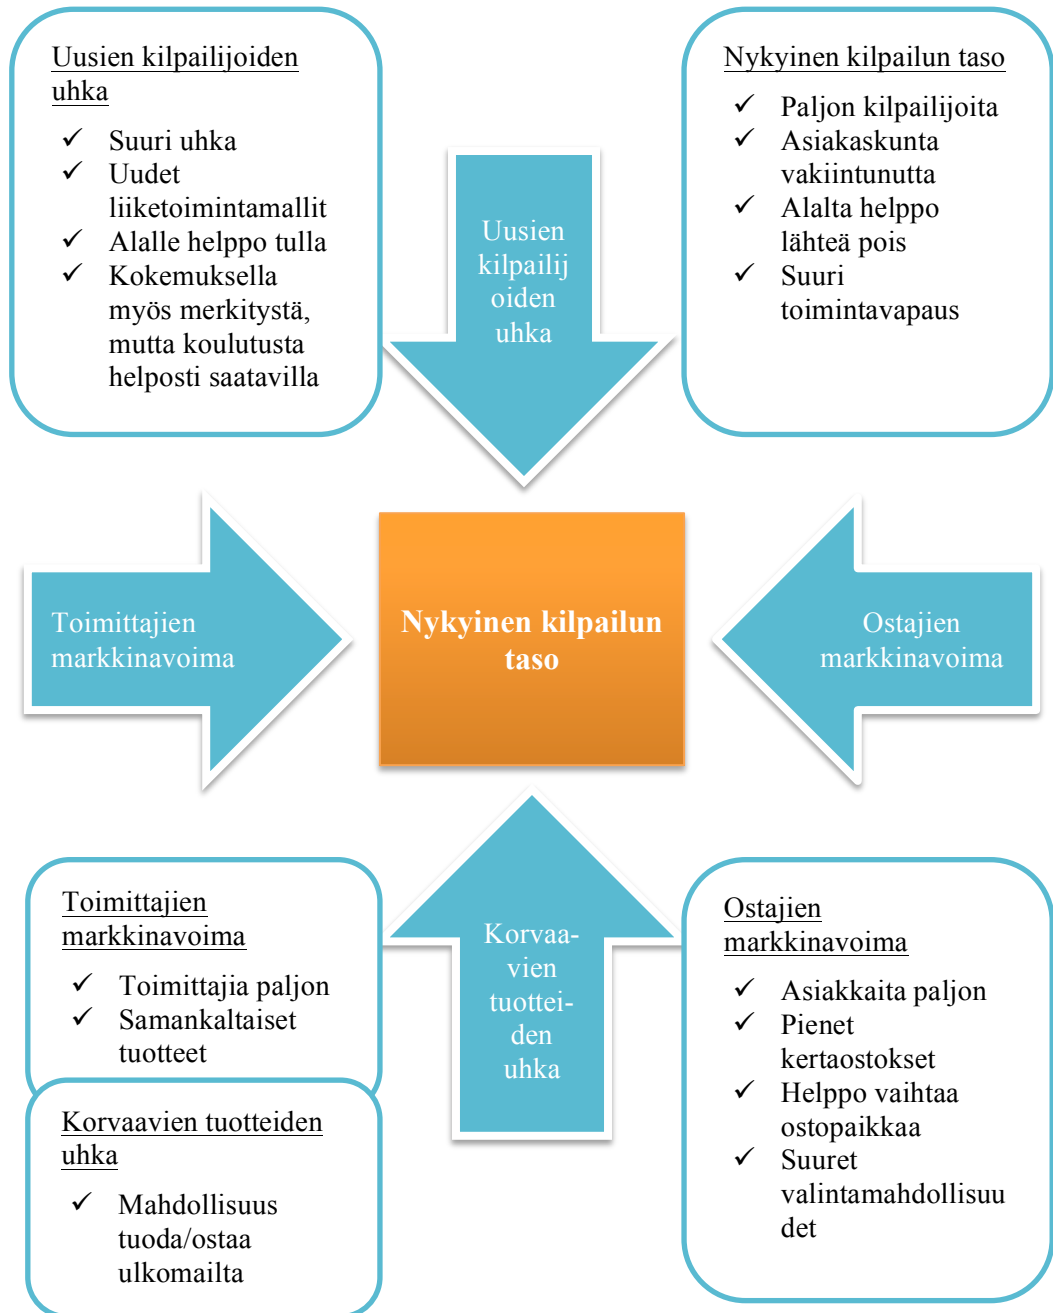 Uusien kilpailijoiden
uhka
✓ Suuri uhka
✓ Uudet
liiketoimintamallit
✓ Alalle helppo tulla
✓ Kokemuksella
myös merkitystä,
mutta koulutusta
helposti saatavilla
Uusien
kilpailij
oiden
uhka
Nykyinen kilpailun taso
✓ Paljon kilpailijoita
✓ Asiakaskunta
vakiintunutta
✓ Alalta helppo
lähteä pois
✓ Suuri
toimintavapaus
Toimittajien
markkinavoima
Nykyinen kilpailun
taso
Ostajien
markkinavoima
Toimittajien
markkinavoima
✓ Toimittajia paljon
✓ Samankaltaiset
tuotteet
Korvaavien tuotteiden
uhka
✓ Mahdollisuus
tuoda/ostaa
ulkomailta
Korvaa-
vien
tuottei-
den
uhka
Ostajien
markkinavoima
✓ Asiakkaita paljon
✓ Pienet
kertaostokset
✓ Helppo vaihtaa
ostopaikkaa
✓ Suuret
valintamahdollisuu
det